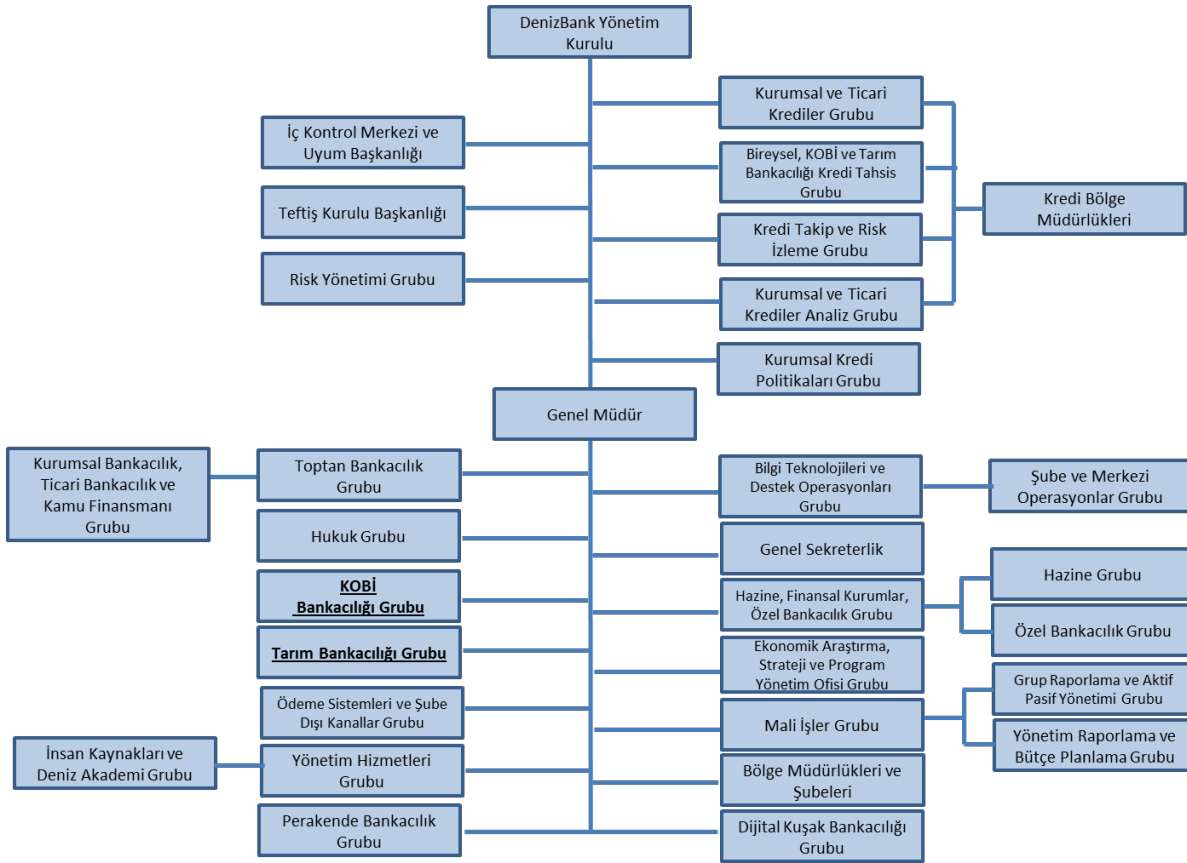 DenizBank Yönetim
Kurulu
Kurumsal ve Ticari
Krediler Grubu
İç Kontrol Merkezi ve
Uyum Başkanlığı
Bireysel, KOBİ ve Tarım
Bankacılığı Kredi Tahsis
Grubu
Kredi Bölge
Müdürlükleri
Teftiş Kurulu Başkanlığı
Kredi Takip ve Risk
İzleme Grubu
Risk Yönetimi Grubu
Kurumsal ve Ticari
Krediler Analiz Grubu
Kurumsal Kredi
Politikaları Grubu
Genel Müdür
Kurumsal Bankacılık,
Ticari Bankacılık ve
Kamu Finansmanı
Grubu
Toptan Bankacılık
Grubu
Bilgi Teknolojileri ve
Destek Operasyonları
Grubu
Şube ve Merkezi
Operasyonlar Grubu
Hukuk Grubu
Genel Sekreterlik
KOBİ
Bankacılığı Grubu
Hazine, Finansal Kurumlar,
Özel Bankacılık Grubu
Hazine Grubu
Özel Bankacılık Grubu
Tarım Bankacılığı Grubu
Ekonomik Araştırma,
Strateji ve Program
Yönetim Ofisi Grubu
Ödeme Sistemleri ve Şube
Dışı Kanallar Grubu
Mali İşler Grubu
Grup Raporlama ve Aktif
Pasif Yönetimi Grubu
Yönetim Raporlama ve
Bütçe Planlama Grubu
İnsan Kaynakları ve
Deniz Akademi Grubu
Yönetim Hizmetleri
Grubu
Bölge Müdürlükleri ve
Şubeleri
Perakende Bankacılık
Grubu
Dijital Kuşak Bankacılığı
Grubu